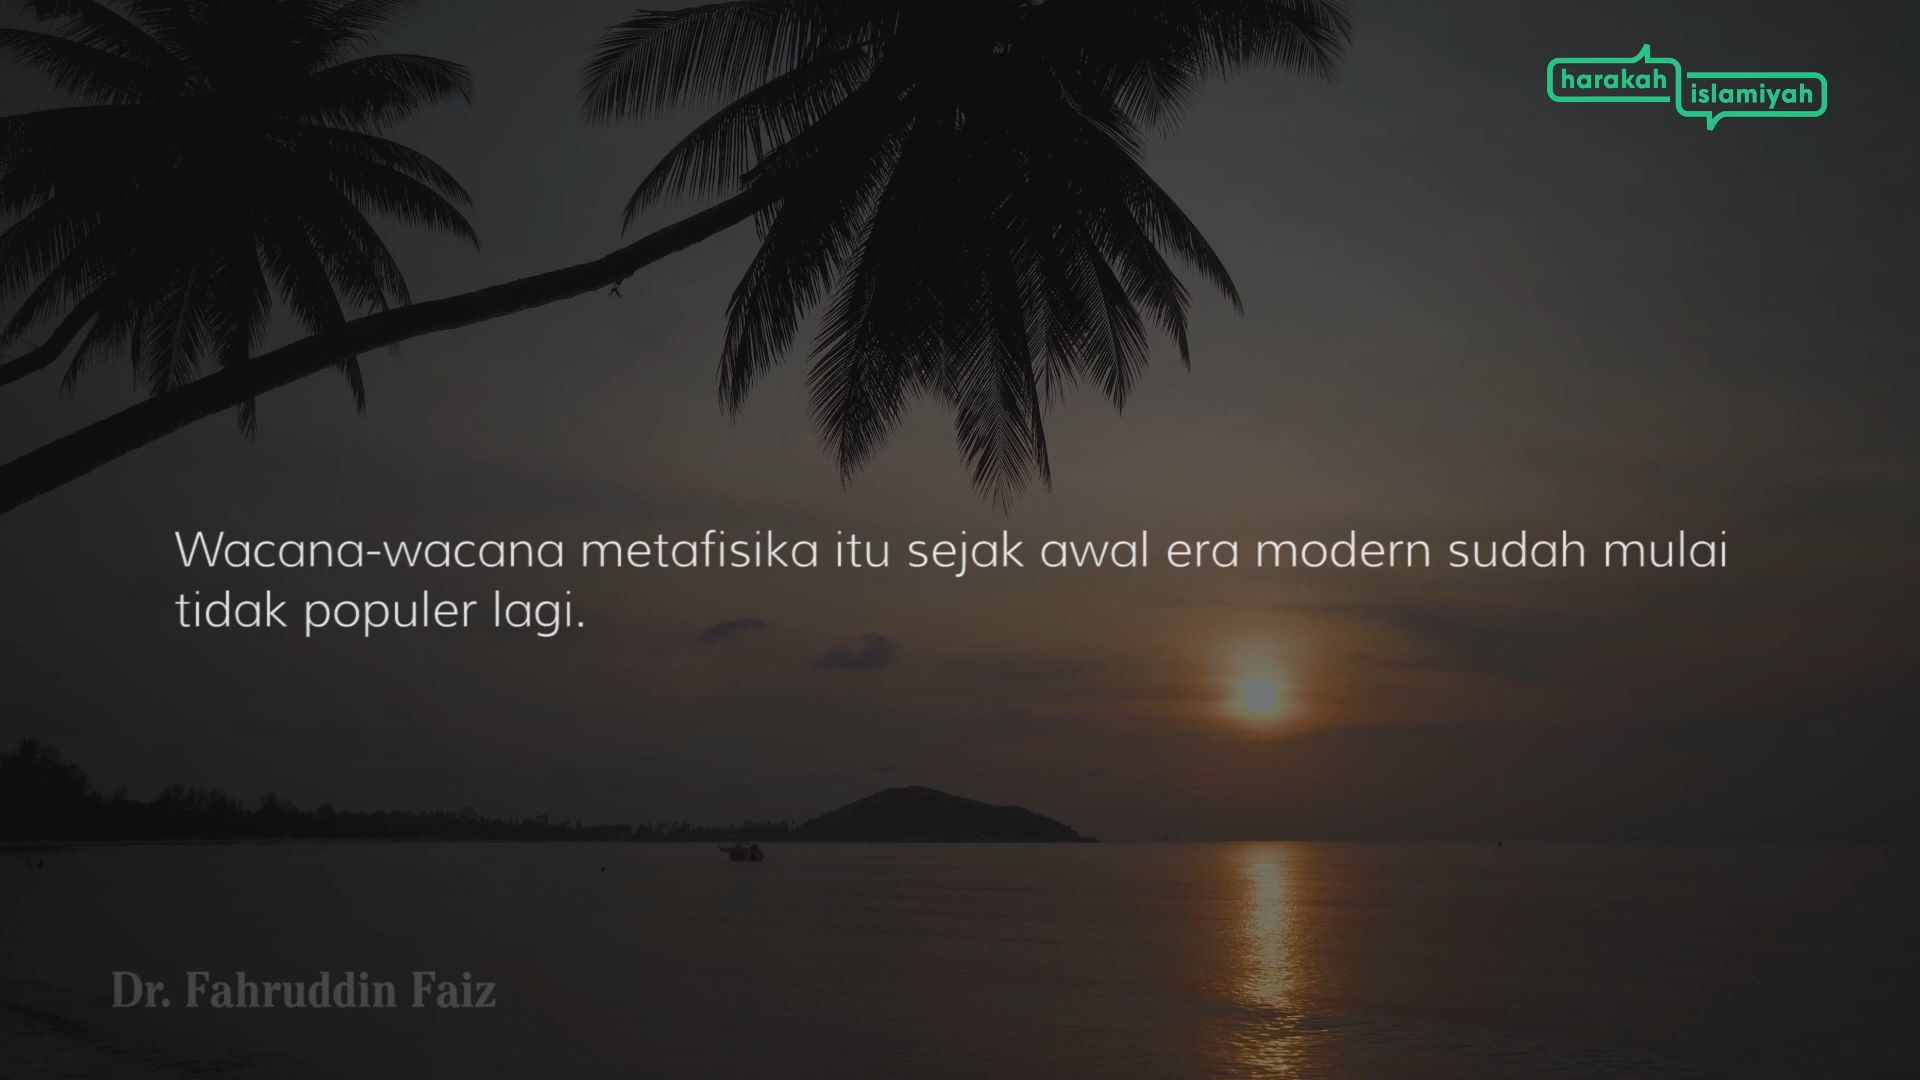 harakah
islamiyah
Wacana-wacana metafisika itu sejak awal era modern sudah mulai
tidak populer lagi.
Dr. Fahruddin Faiz